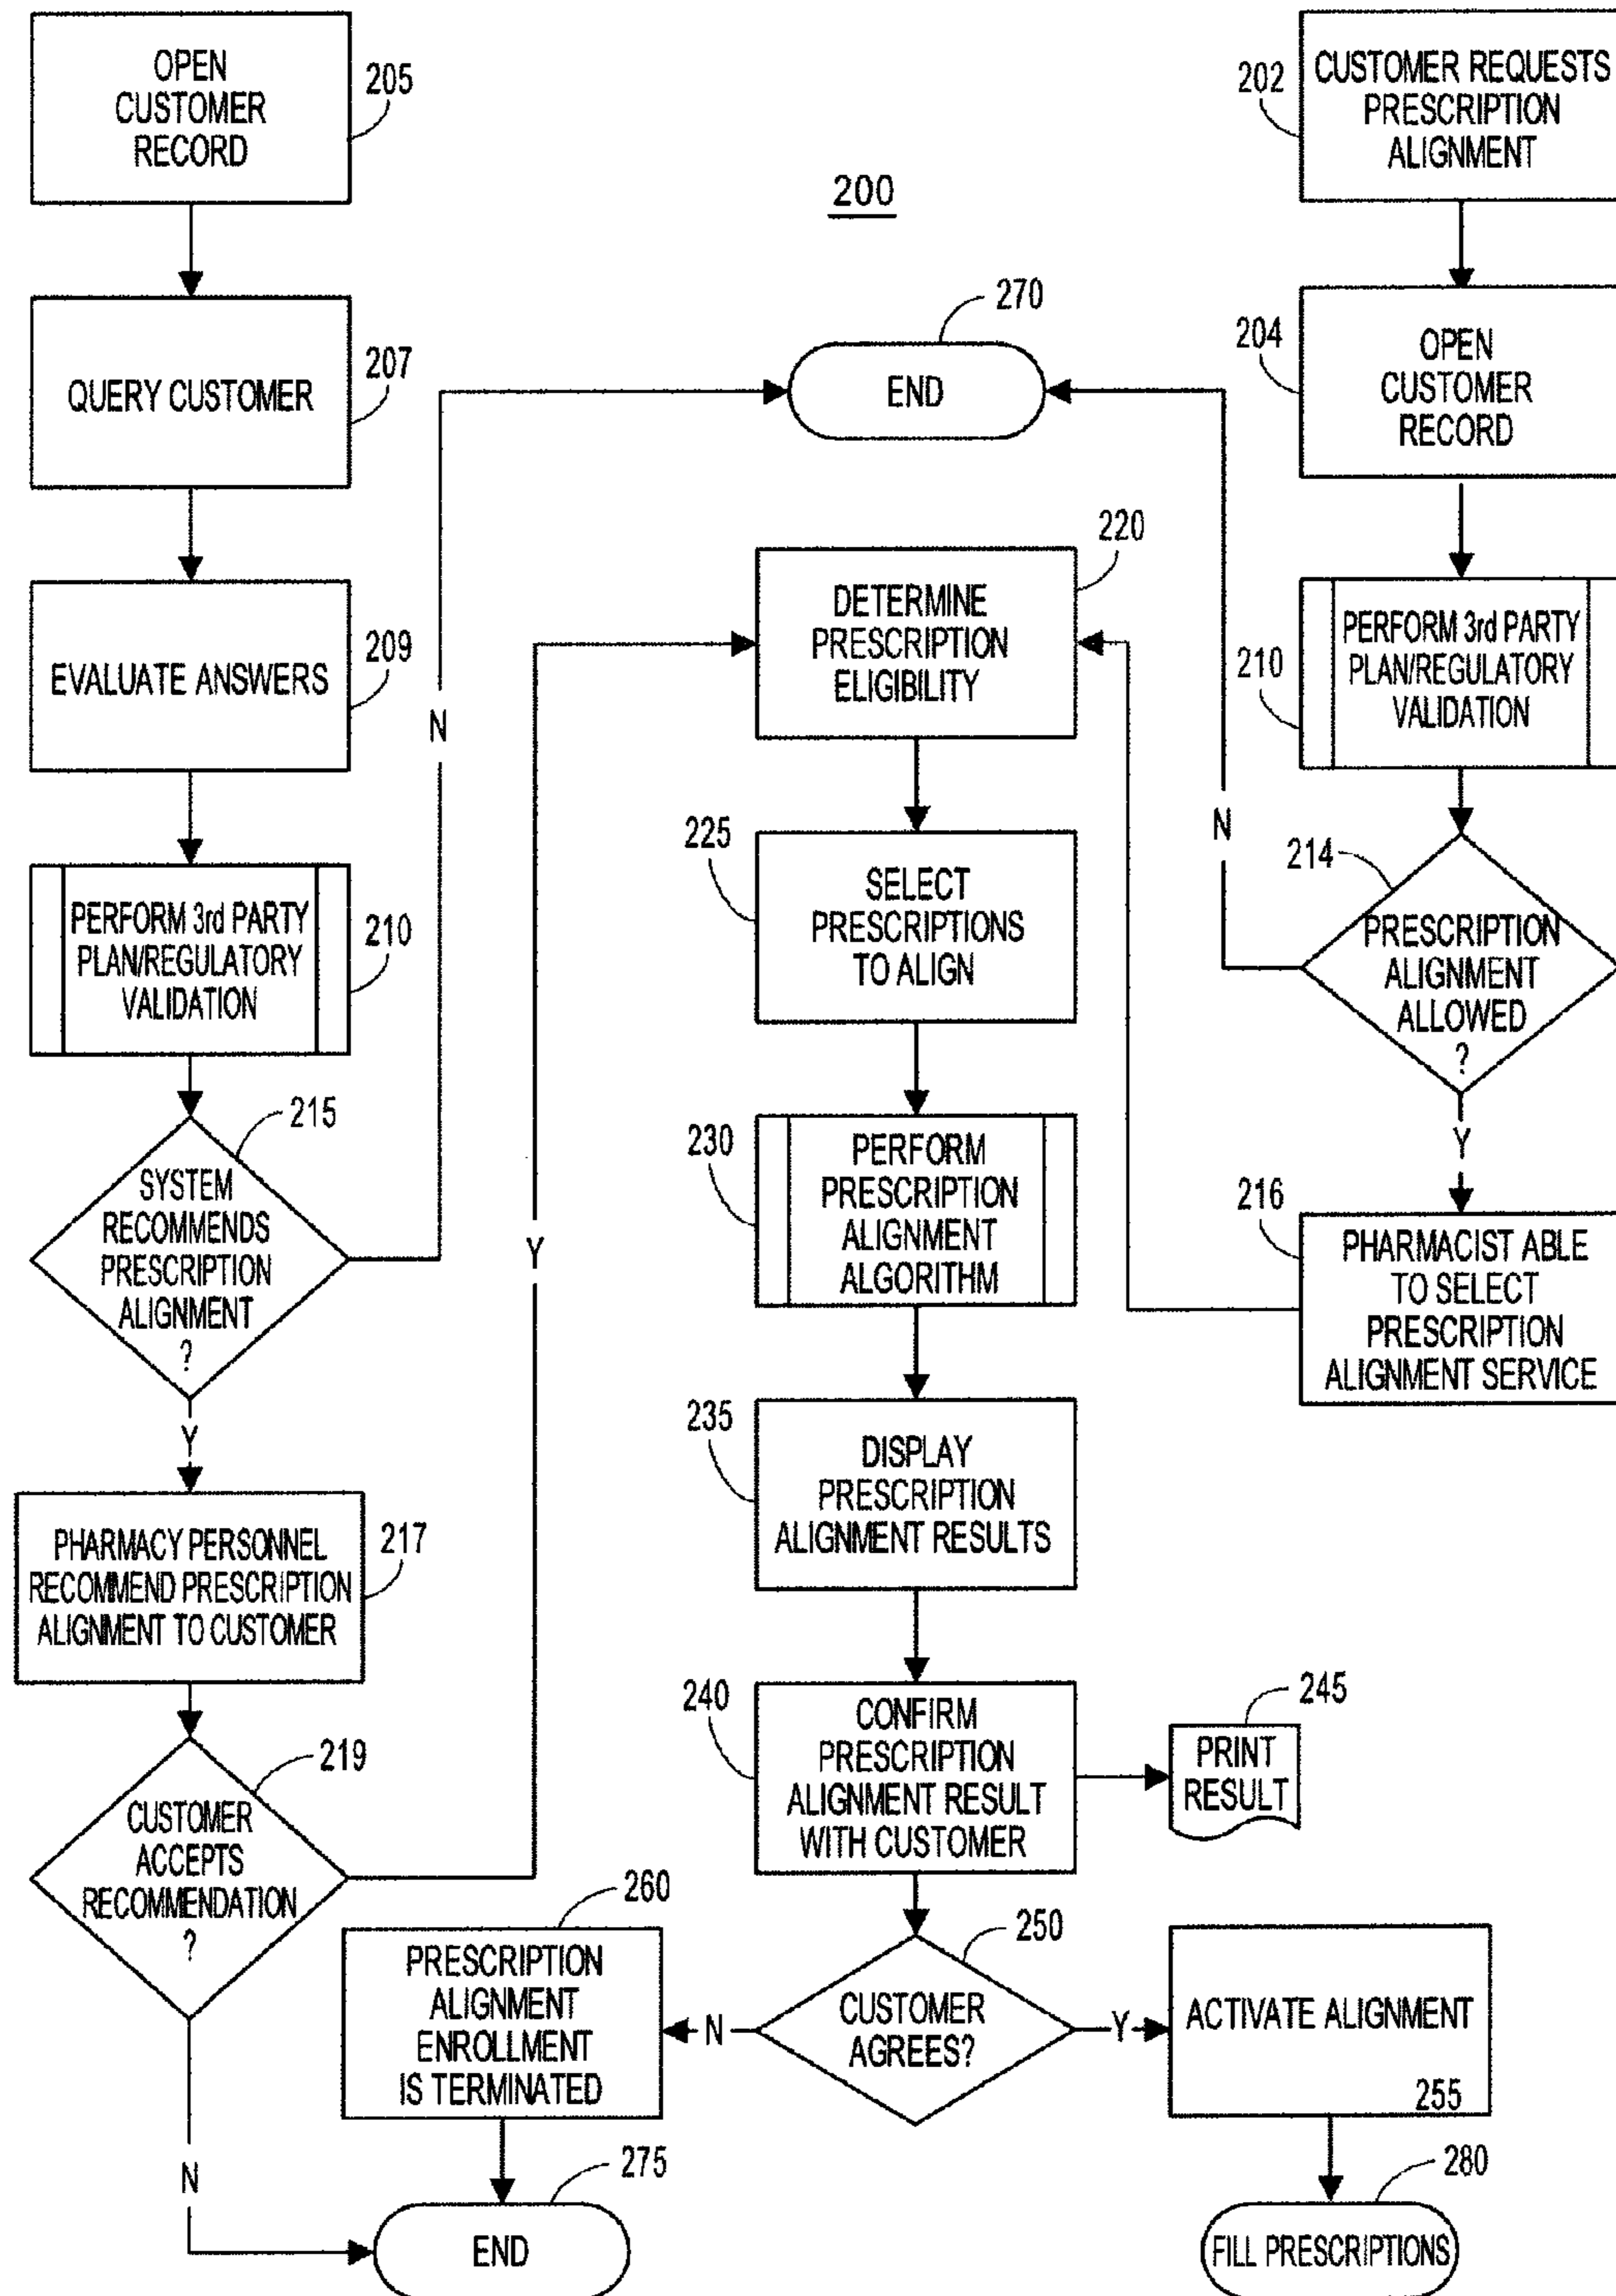 200
OPEN
CUSTOMER
RECORD
205
QUERY CUSTOMER
207
EVALUATE ANSWERS
209
PERFORM 3rd PARTY
PLAN/REGULATORY
VALIDATION
210
SYSTEM
RECOMMENDS
PRESCRIPTION
ALIGNMENT
?
215
N
Y
PHARMACY PERSONNEL
RECOMMEND PRESCRIPTION
ALIGNMENT TO CUSTOMER
217
CUSTOMER
ACCEPTS
RECOMMENDATION
?
219
Y
N
END
270
DETERMINE
PRESCRIPTION
ELIGIBILITY
220
225
SELECT
PRESCRIPTIONS
TO ALIGN
230
PERFORM
PRESCRIPTION
ALIGNMENT
ALGORITHM
235
DISPLAY
PRESCRIPTION
ALIGNMENT RESULTS
240
CONFIRM
PRESCRIPTION
ALIGNMENT RESULT
WITH CUSTOMER
245
PRINT
RESULT
250
CUSTOMER
AGREES?
N
Y
260
PRESCRIPTION
ALIGNMENT
ENROLLMENT
IS TERMINATED
275
END
ACTIVATE ALIGNMENT
255
280
FILL PRESCRIPTIONS
202
CUSTOMER REQUESTS
PRESCRIPTION
ALIGNMENT
204
OPEN
CUSTOMER
RECORD
210
PERFORM 3rd PARTY
PLAN/REGULATORY
VALIDATION
214
PRESCRIPTION
ALIGNMENT
ALLOWED
?
N
Y
216
PHARMACIST ABLE
TO SELECT
PRESCRIPTION
ALIGNMENT SERVICE